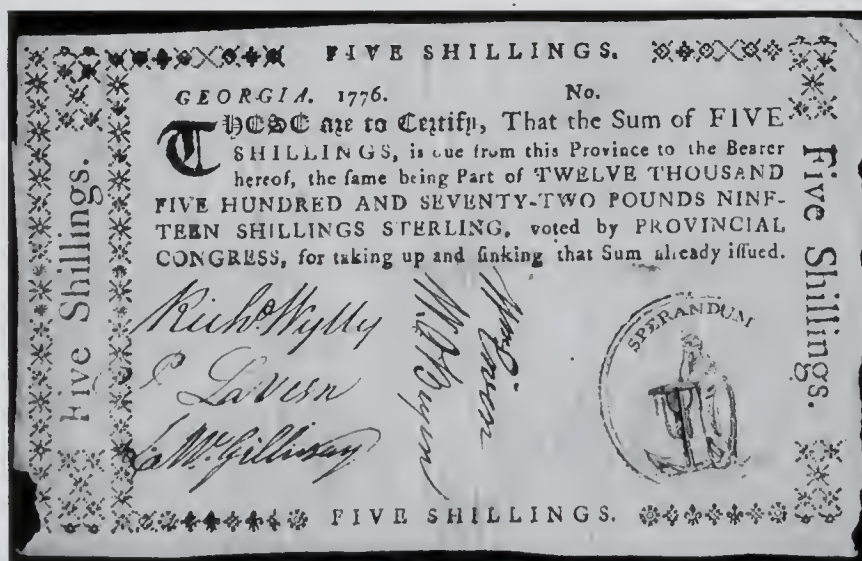 FIVE SHILLINGS.
GEORGIA. 1776. No.
THESE are to Certify, That the Sum of FIVE
SHILLINGS, is due from this Province to the Bearer
hereof, the same being Part of TWELVE THOUSAND
FIVE HUNDRED AND SEVENTY-TWO POUNDS NINE-
TEEN SHILLINGS STERLING, voted by PROVINCIAL
CONGRESS, for taking up and sinking that Sum already issued.
Five Shillings.
Five Shillings.
Richd Wylly
Wm
SPERANDUM
LaVern
McGillivray
FIVE SHILLINGS.